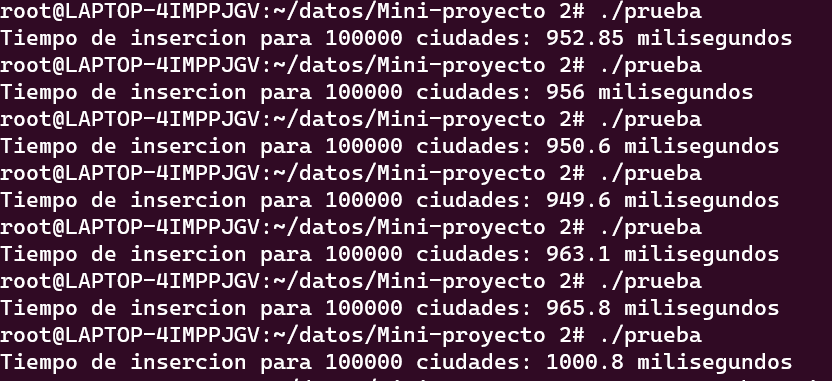 root@LAPTOP-4IMPPJGV:~/datos/Mini-proyecto 2# ./prueba
Tiempo de insercion para 100000 ciudades: 952.85 milisegundos
root@LAPTOP-4IMPPJGV:~/datos/Mini-proyecto 2# ./prueba
Tiempo de insercion para 100000 ciudades: 956 milisegundos
root@LAPTOP-4IMPPJGV:~/datos/Mini-proyecto 2# ./prueba
Tiempo de insercion para 100000 ciudades: 950.6 milisegundos
root@LAPTOP-4IMPPJGV:~/datos/Mini-proyecto 2# ./prueba
Tiempo de insercion para 100000 ciudades: 949.6 milisegundos
root@LAPTOP-4IMPPJGV:~/datos/Mini-proyecto 2# ./prueba
Tiempo de insercion para 100000 ciudades: 963.1 milisegundos
root@LAPTOP-4IMPPJGV:~/datos/Mini-proyecto 2# ./prueba
Tiempo de insercion para 100000 ciudades: 965.8 milisegundos
root@LAPTOP-4IMPPJGV:~/datos/Mini-proyecto 2# ./prueba
Tiempo de insercion para 100000 ciudades: 1000.8 milisegundos